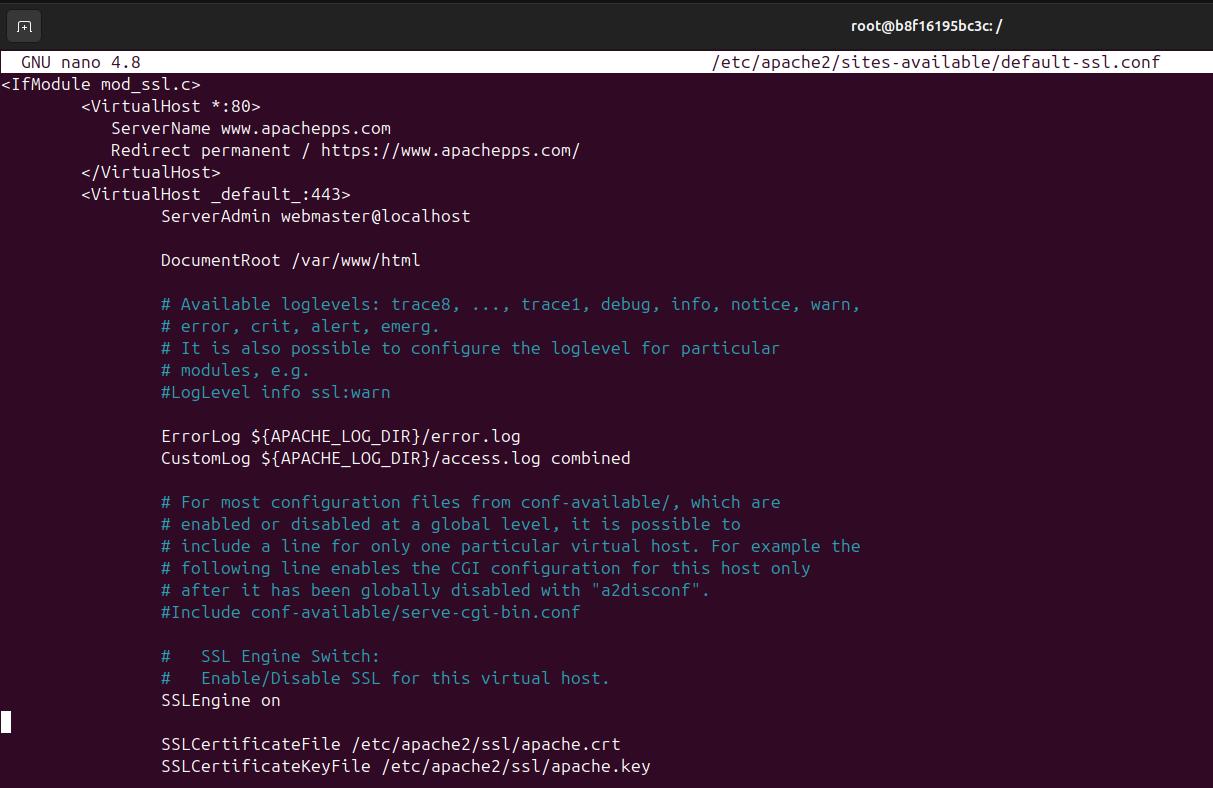 root@b8f16195bc3c: /
GNU nano 4.8 /etc/apache2/sites-available/default-ssl.conf
<IfModule mod_ssl.c>
<VirtualHost *:80>
ServerName www.apachepps.com
Redirect permanent / https://www.apachepps.com/
</VirtualHost>
<VirtualHost _default_:443>
ServerAdmin webmaster@localhost
DocumentRoot /var/www/html
# Available loglevels: trace8, ..., trace1, debug, info, notice, warn,
# error, crit, alert, emerg.
# It is also possible to configure the loglevel for particular
# modules, e.g.
#LogLevel info ssl:warn
ErrorLog ${APACHE_LOG_DIR}/error.log
CustomLog ${APACHE_LOG_DIR}/access.log combined
# For most configuration files from conf-available/, which are
# enabled or disabled at a global level, it is possible to
# include a line for only one particular virtual host. For example the
# following line enables the CGI configuration for this host only
# after it has been globally disabled with "a2disconf".
#Include conf-available/serve-cgi-bin.conf
#   SSL Engine Switch:
#   Enable/Disable SSL for this virtual host.
SSLEngine on
SSLCertificateFile /etc/apache2/ssl/apache.crt
SSLCertificateKeyFile /etc/apache2/ssl/apache.key